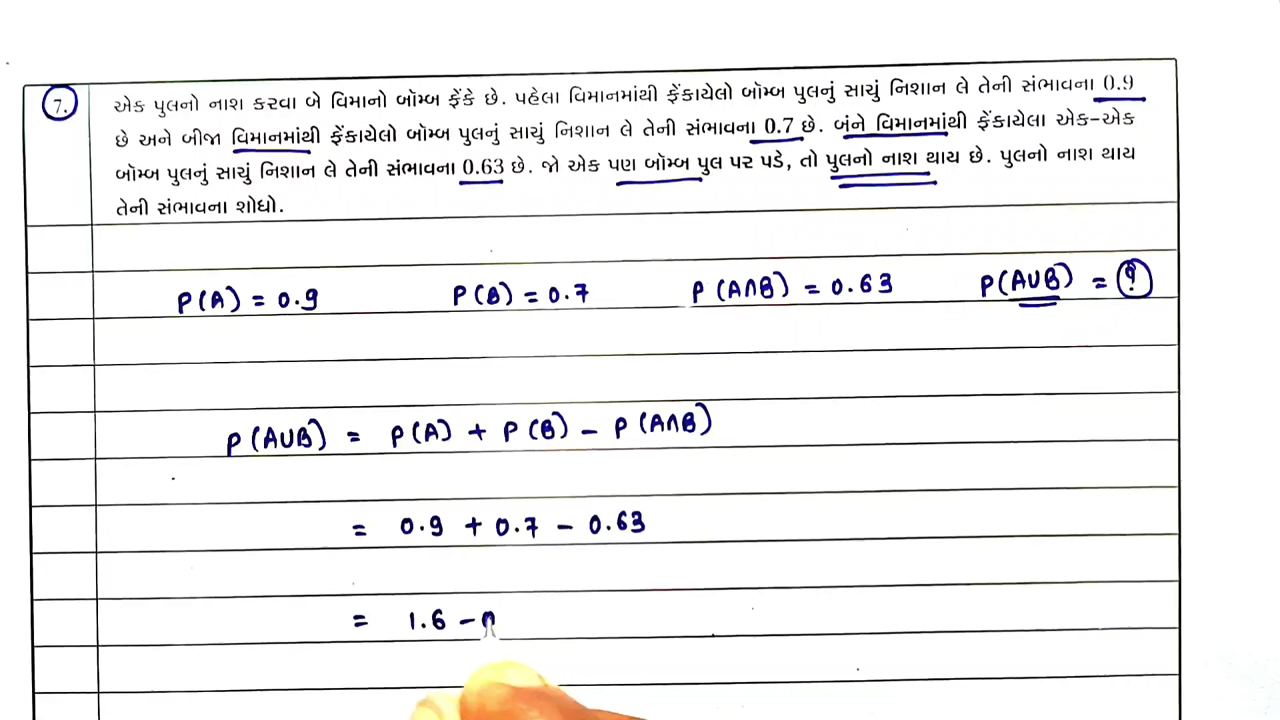 7. એક પુલનો નાશ કરવા બે વિમાનો બૉમ્બ ફેંકે છે. પહેલા વિમાનમાંથી ફેંકાયેલો બૉમ્બ પુલનું સાચું નિશાન લે તેની સંભાવના 0.9
છે અને બીજા વિમાનમાંથી ફેંકાયેલો બૉમ્બ પુલનું સાચું નિશાન લે તેની સંભાવના 0.7 છે. બંને વિમાનમાંથી ફેંકાયેલા એક-એક
બૉમ્બ પુલનું સાચું નિશાન લે તેની સંભાવના 0.63 છે. જો એક પણ બૉમ્બ પુલ પર પડે, તો પુલનો નાશ થાય છે. પુલનો નાશ થાય
તેની સંભાવના શોધો.
P(A) = 0.9 P(B) = 0.7 P(A∩B) = 0.63 P(A∪B) = ?
P(A∪B) = P(A) + P(B) - P(A∩B)
= 0.9 + 0.7 - 0.63
= 1.6 -